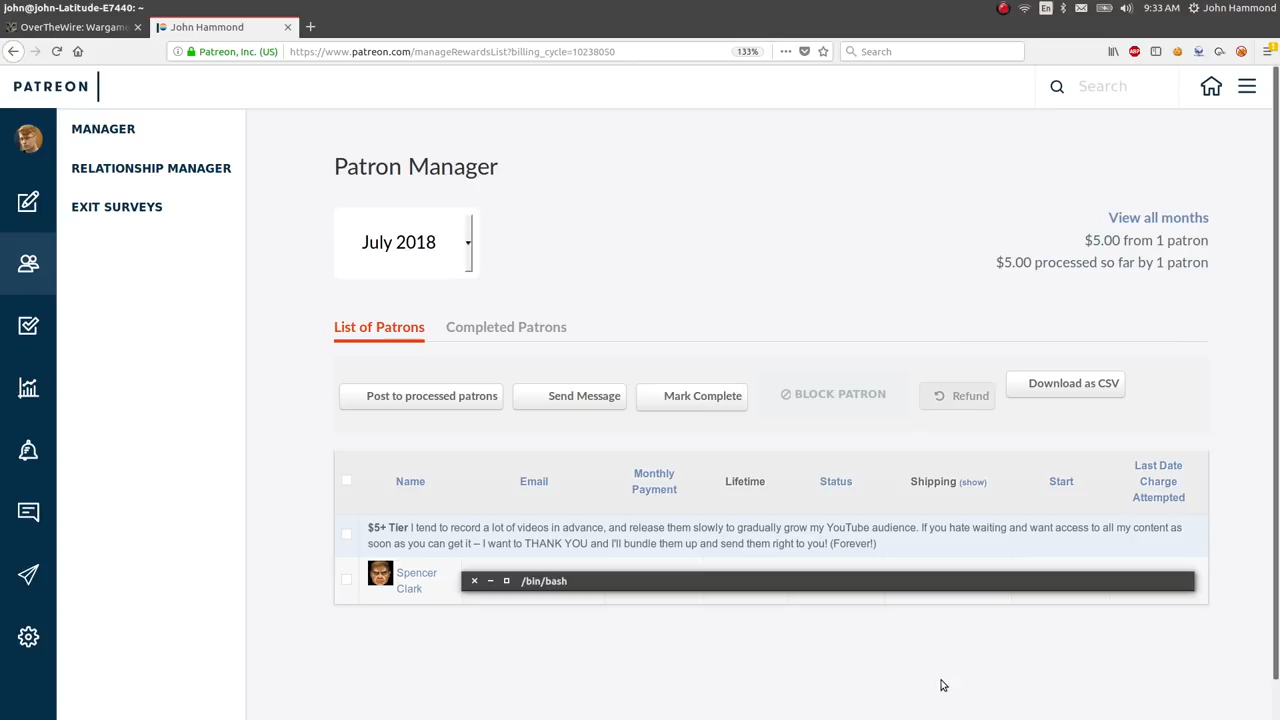 john@john-Latitude-E7440: ~
En
9:33 AM
John Hammond
OverTheWire: Wargam
John Hammond
Patreon, Inc. (US)
https://www.patreon.com/manageRewardsList?billing_cycle=10238050
133%
Search
ABP
1
PATREON
Search
MANAGER
RELATIONSHIP MANAGER
EXIT SURVEYS
Patron Manager
July 2018
View all months
$5.00 from 1 patron
$5.00 processed so far by 1 patron
List of Patrons
Completed Patrons
Post to processed patrons
Send Message
Mark Complete
BLOCK PATRON
Refund
Download as CSV
Name
Email
Monthly
Payment
Lifetime
Status
Shipping (show)
Start
Last Date
Charge
Attempted
$5+ Tier I tend to record a lot of videos in advance, and release them slowly to gradually grow my YouTube audience. If you hate waiting and want access to all my content as
soon as you can get it – I want to THANK YOU and I'll bundle them up and send them right to you! (Forever!)
Spencer
Clark
/bin/bash